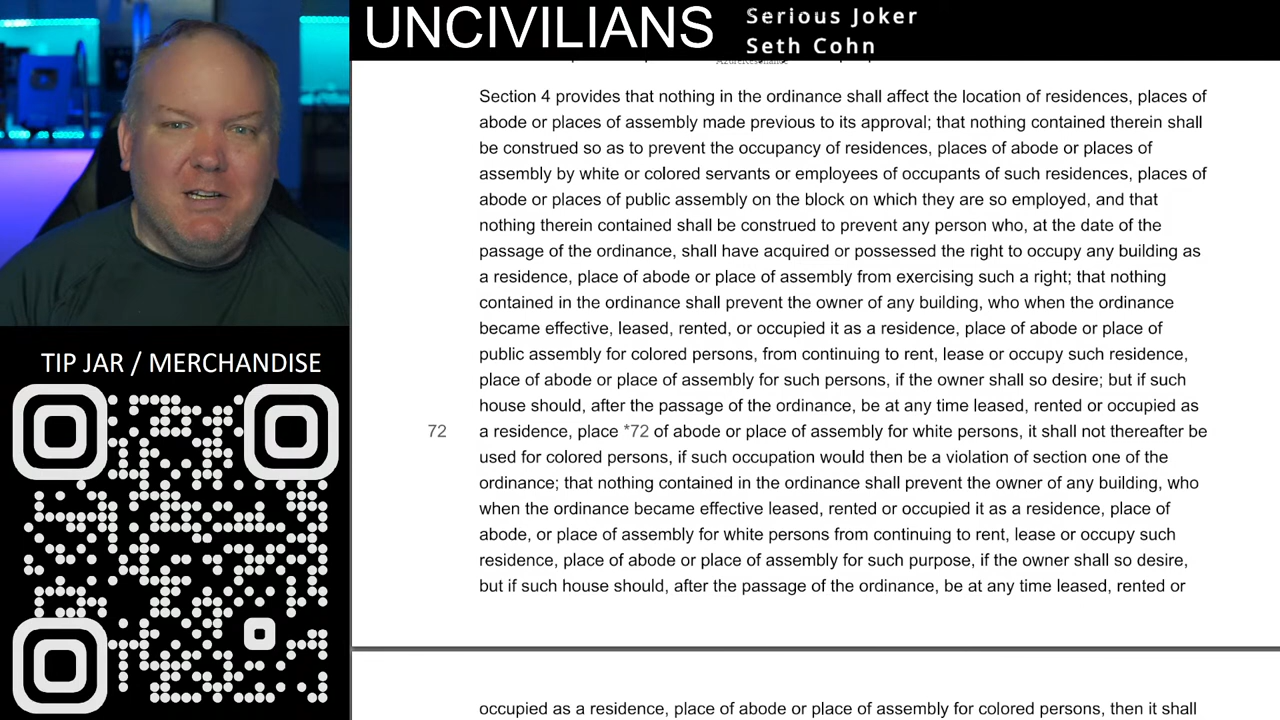 UNCIVILIANS
Serious Joker
Seth Cohn
Section 4 provides that nothing in the ordinance shall affect the location of residences, places of
abode or places of assembly made previous to its approval; that nothing contained therein shall
be construed so as to prevent the occupancy of residences, places of abode or places of
assembly by white or colored servants or employees of occupants of such residences, places of
abode or places of public assembly on the block on which they are so employed, and that
nothing therein contained shall be construed to prevent any person who, at the date of the
passage of the ordinance, shall have acquired or possessed the right to occupy any building as
a residence, place of abode or place of assembly from exercising such a right; that nothing
contained in the ordinance shall prevent the owner of any building, who when the ordinance
became effective, leased, rented, or occupied it as a residence, place of abode or place of
public assembly for colored persons, from continuing to rent, lease or occupy such residence,
place of abode or place of assembly for such persons, if the owner shall so desire; but if such
house should, after the passage of the ordinance, be at any time leased, rented or occupied as
72 a residence, place *72 of abode or place of assembly for white persons, it shall not thereafter be
used for colored persons, if such occupation would then be a violation of section one of the
ordinance; that nothing contained in the ordinance shall prevent the owner of any building, who
when the ordinance became effective leased, rented or occupied it as a residence, place of
abode, or place of assembly for white persons from continuing to rent, lease or occupy such
residence, place of abode or place of assembly for such purpose, if the owner shall so desire,
but if such house should, after the passage of the ordinance, be at any time leased, rented or
occupied as a residence, place of abode or place of assembly for colored persons, then it shall
TIP JAR / MERCHANDISE